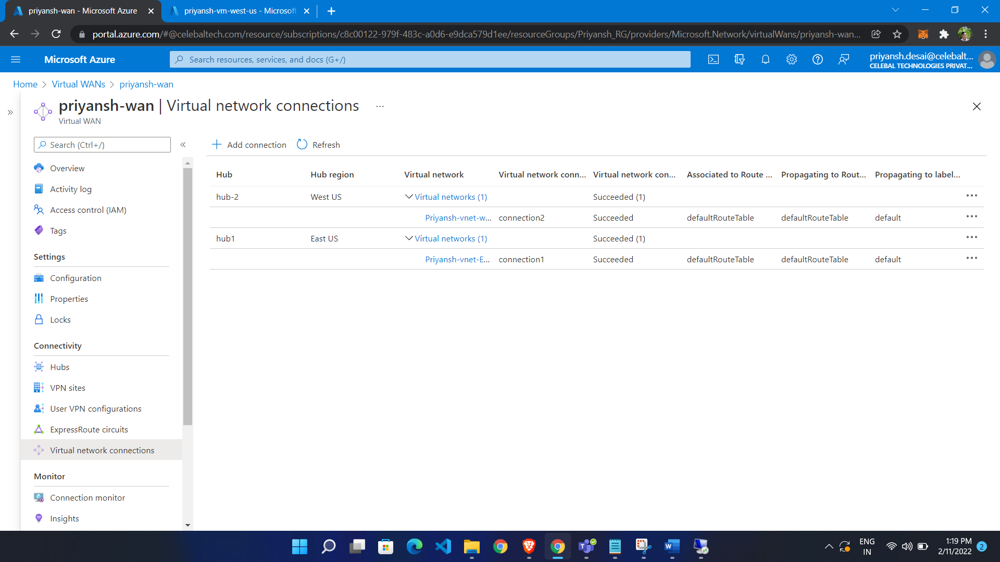 priyansh-wan - Microsoft Azure
priyansh-vm-west-us - Microsoft
portal.azure.com/#@celebaltech.com/resource/subscriptions/c8c00122-979f-483c-a0d6-e9dca579d1ee/resourceGroups/Priyansh_RG/providers/Microsoft.Network/virtualWans/priyansh-wan...
Microsoft Azure
Search resources, services, and docs (G+/)
priyansh.desai@celebalt...
CELEBAL TECHNOLOGIES PRIVAT...
Home > Virtual WANs > priyansh-wan
priyansh-wan | Virtual network connections ...
Virtual WAN
Search (Ctrl+/)
Overview
Activity log
Access control (IAM)
Tags
Settings
Configuration
Properties
Locks
Connectivity
Hubs
VPN sites
User VPN configurations
ExpressRoute circuits
Virtual network connections
Monitor
Connection monitor
Insights
Add connection Refresh
Hub Hub region Virtual network Virtual network conn... Virtual network con... Associated to Route ... Propagating to Rout... Propagating to label...
hub-2 West US Virtual networks (1) Succeeded (1)
Priyansh-vnet-w... connection2 Succeeded defaultRouteTable defaultRouteTable default
hub1 East US Virtual networks (1) Succeeded (1)
Priyansh-vnet-E... connection1 Succeeded defaultRouteTable defaultRouteTable default
ENG
IN
1:19 PM
2/11/2022
2